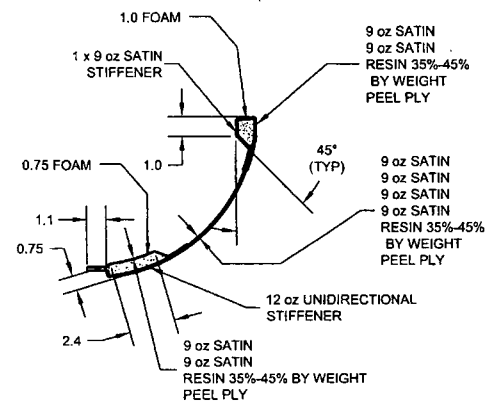 1.0 FOAM
1 x 9 oz SATIN
STIFFENER
9 oz SATIN
9 oz SATIN
RESIN 35%-45%
BY WEIGHT
PEEL PLY
1.0
45°
(TYP)
0.75 FOAM
9 oz SATIN
9 oz SATIN
9 oz SATIN
9 oz SATIN
RESIN 35%-45%
BY WEIGHT
PEEL PLY
1.1
0.75
12 oz UNIDIRECTIONAL
STIFFENER
2.4
9 oz SATIN
9 oz SATIN
RESIN 35%-45% BY WEIGHT
PEEL PLY